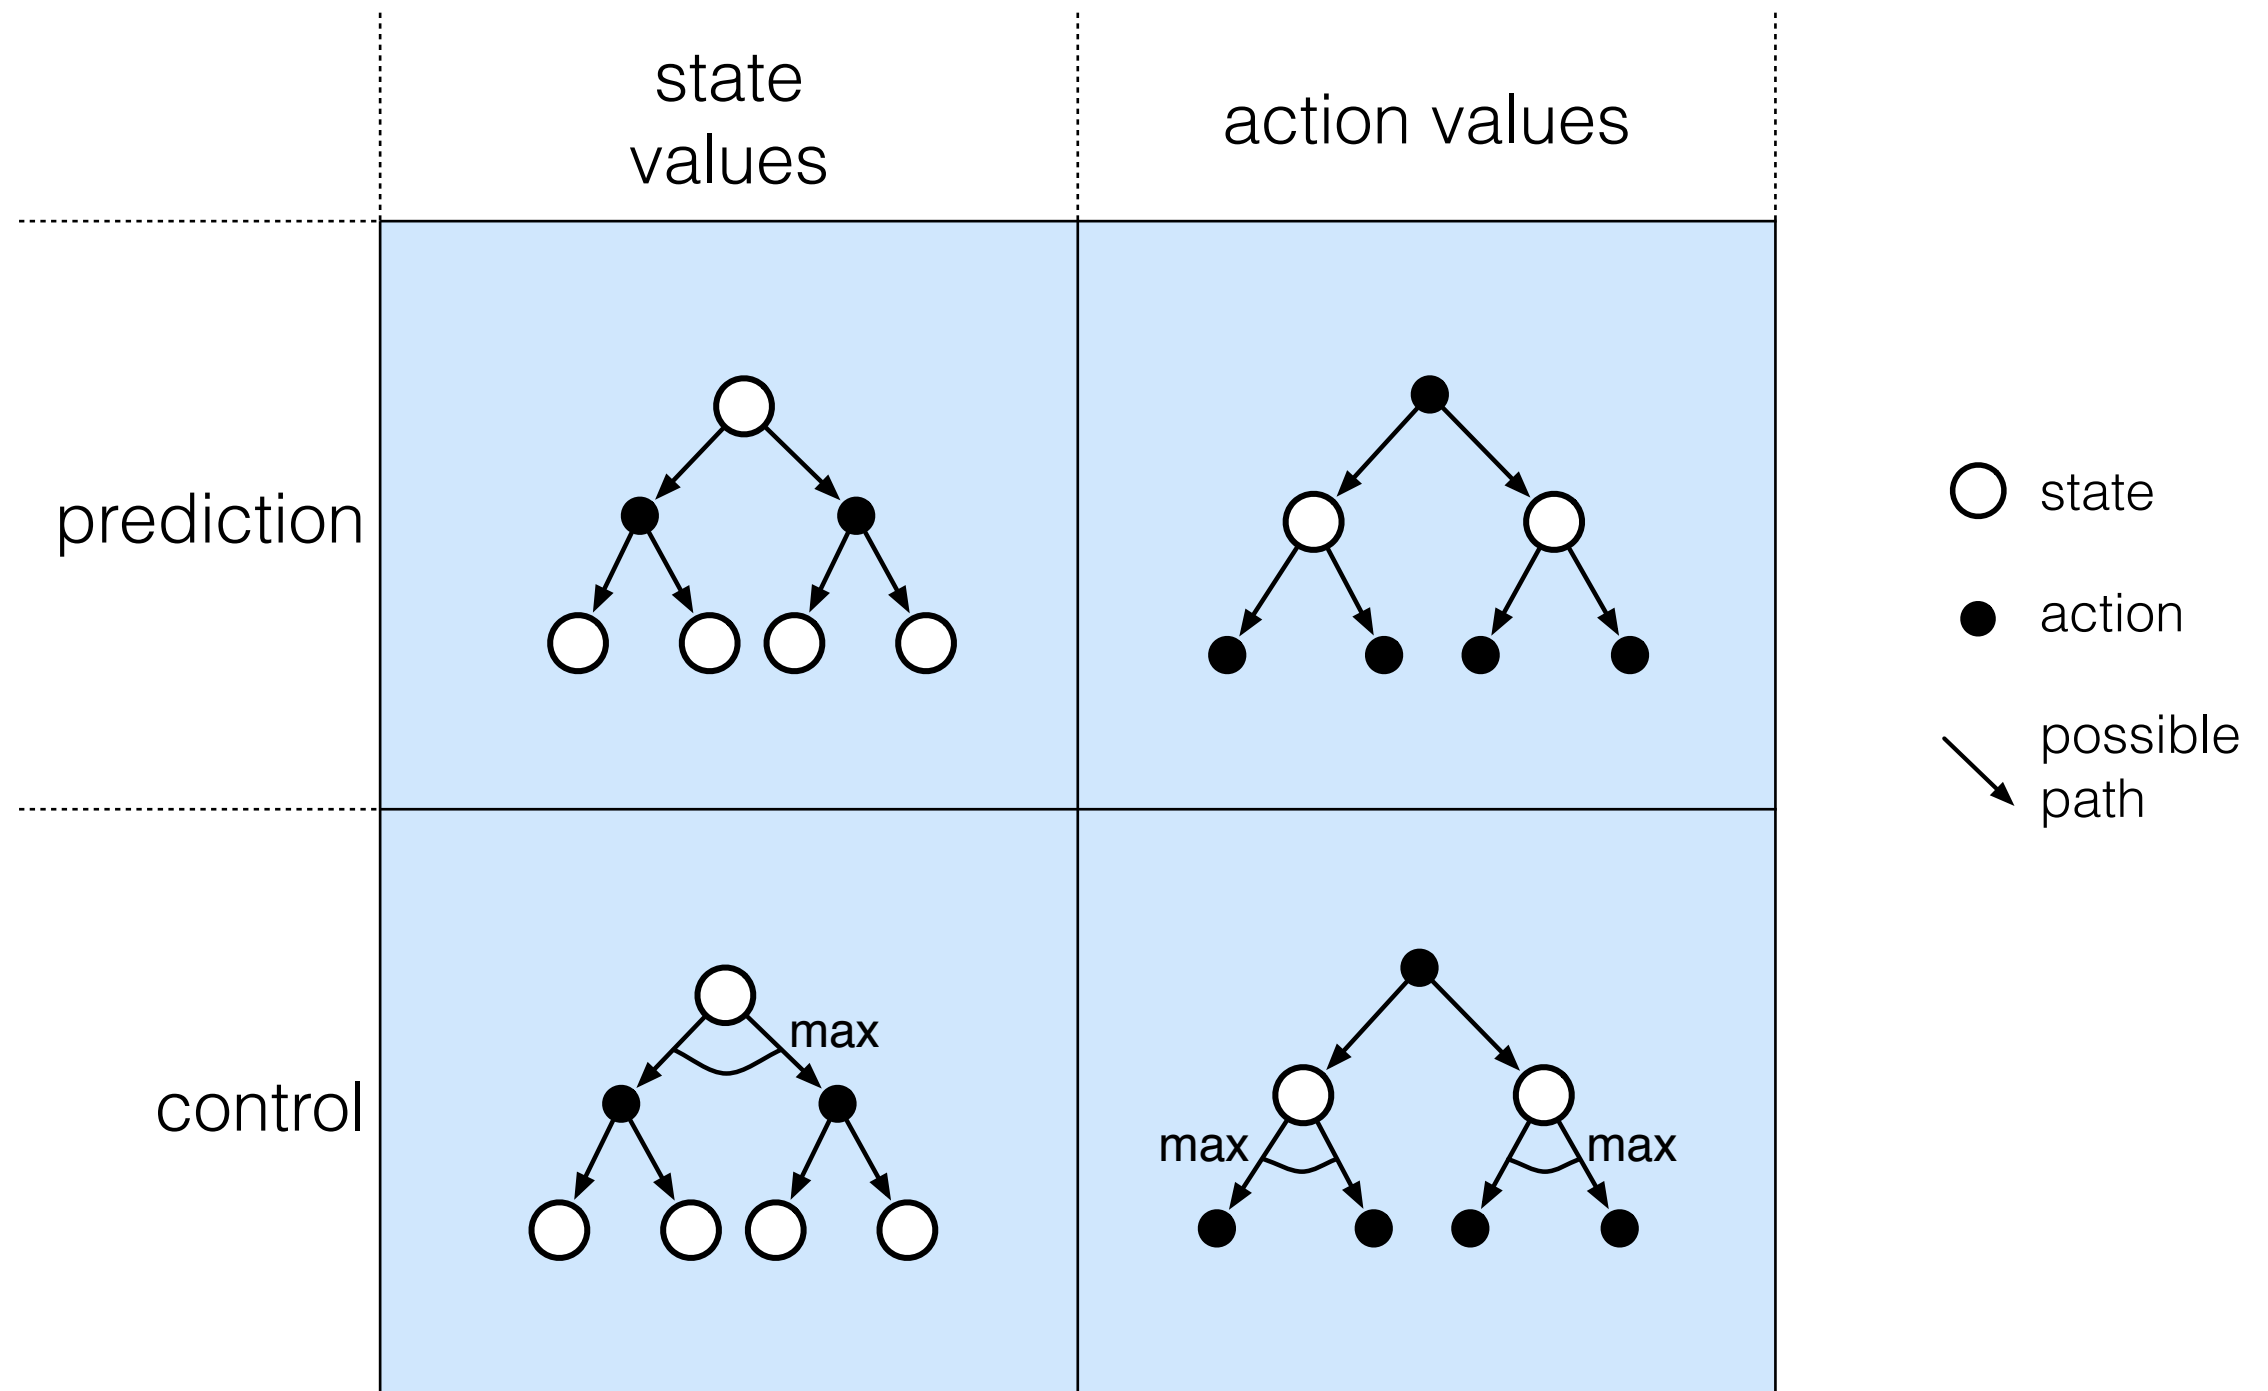 state
values
action values
prediction
state
action
possible
path
max
control
max
max